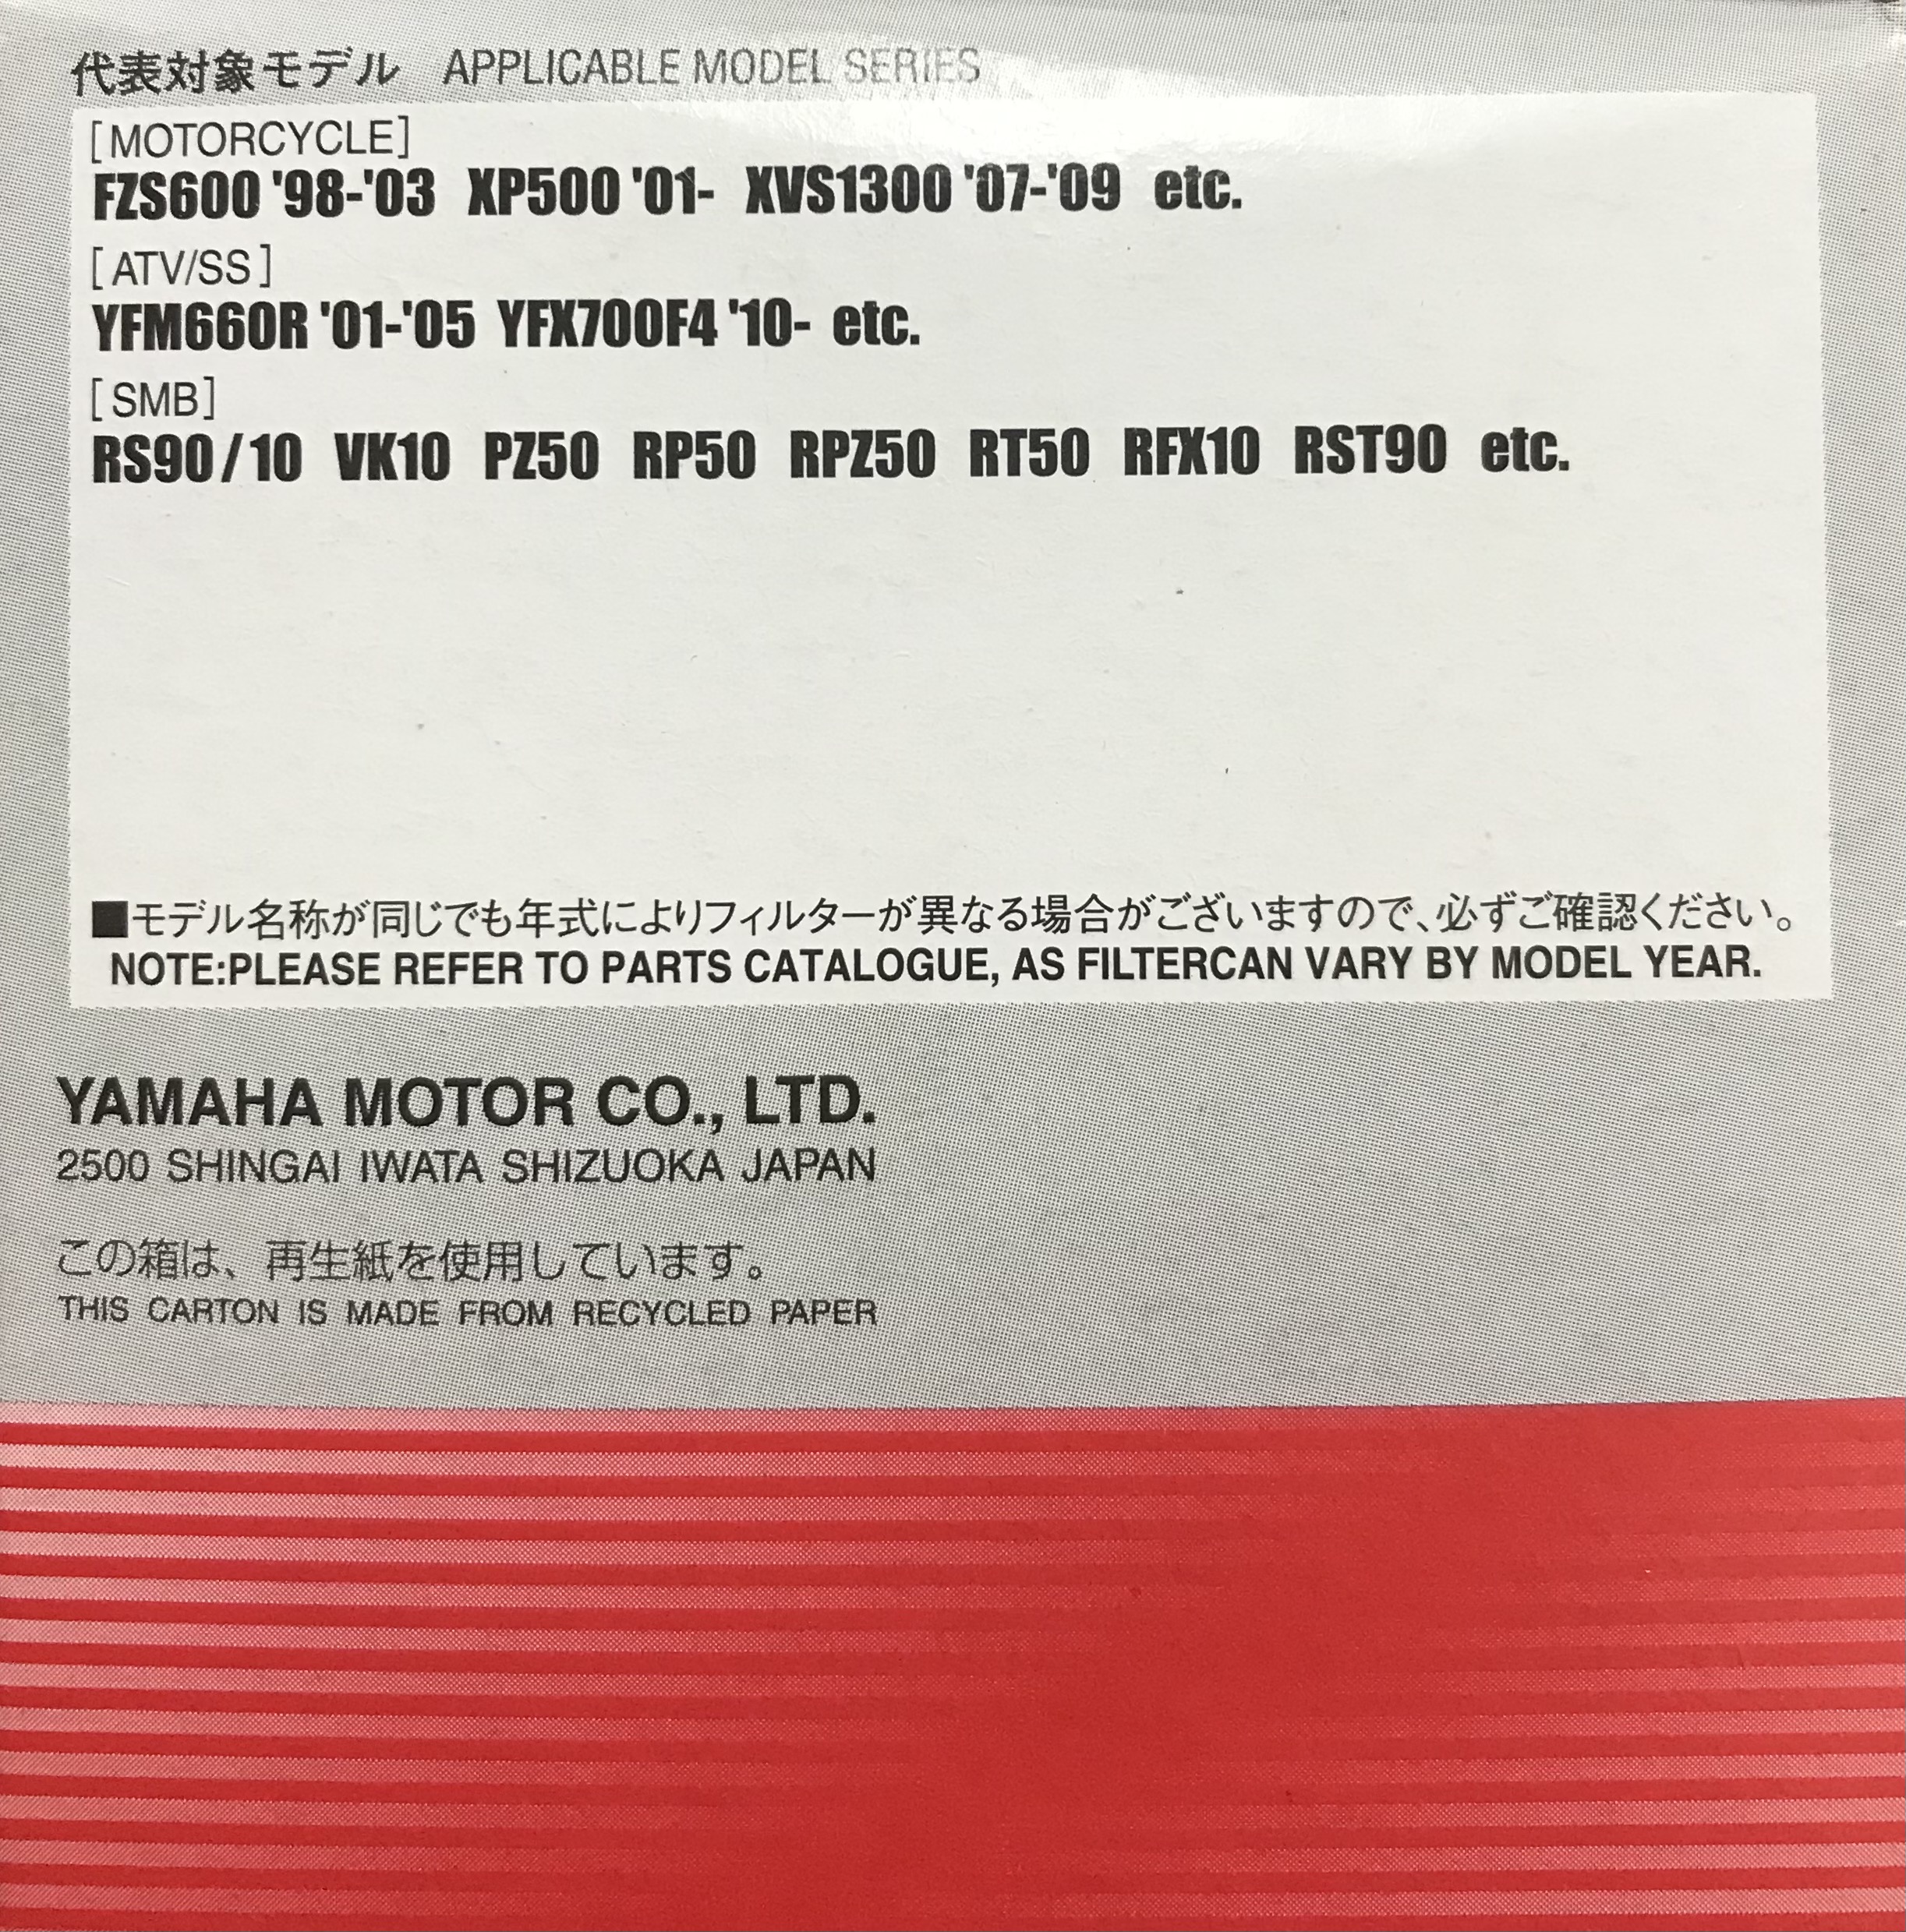 代表対象モデル APPLICABLE MODEL SERIES
[MOTORCYCLE]
FZS600 '98-'03 XP500 '01- XVS1300 '07-'09 etc.
[ATV/SS]
YFM660R '01-'05 YFX700F4 '10- etc.
[SMB]
RS90/10 VK10 PZ50 RP50 RPZ50 RT50 RFX10 RST90 etc.
■モデル名称が同じでも年式によりフィルターが異なる場合がございますので、必ずご確認ください。
NOTE:PLEASE REFER TO PARTS CATALOGUE, AS FILTERCAN VARY BY MODEL YEAR.
YAMAHA MOTOR CO., LTD.
2500 SHINGAI IWATA SHIZUOKA JAPAN
この箱は、再生紙を使用しています。
THIS CARTON IS MADE FROM RECYCLED PAPER